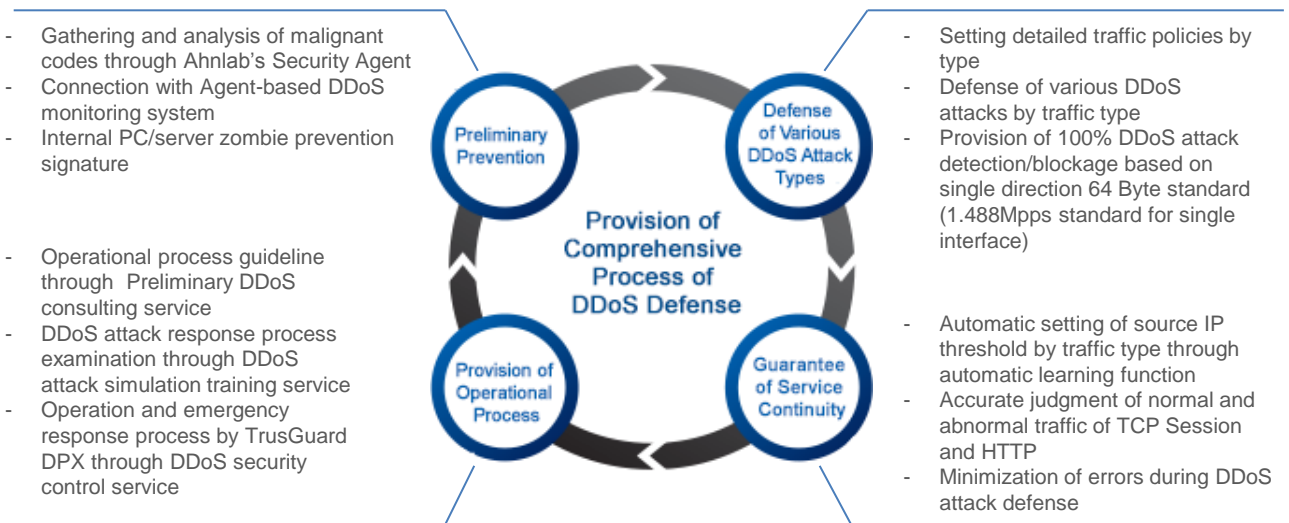 - Gathering and analysis of malignant
codes through Ahnlab's Security Agent
- Connection with Agent-based DDoS
monitoring system
- Internal PC/server zombie prevention
signature
- Operational process guideline
through Preliminary DDoS
consulting service
- DDoS attack response process
examination through DDoS
attack simulation training service
- Operation and emergency
response process by TrusGuard
DPX through DDoS security
control service
Preliminary
Prevention
Defense
of Various
DDoS Attack
Types
Provision of
Comprehensive
Process of
DDoS Defense
Provision of
Operational
Process
Guarantee
of Service
Continuity
- Setting detailed traffic policies by
type
- Defense of various DDoS
attacks by traffic type
- Provision of 100% DDoS attack
detection/blockage based on
single direction 64 Byte standard
(1.488Mpps standard for single
interface)
- Automatic setting of source IP
threshold by traffic type through
automatic learning function
- Accurate judgment of normal and
abnormal traffic of TCP Session
and HTTP
- Minimization of errors during DDoS
attack defense